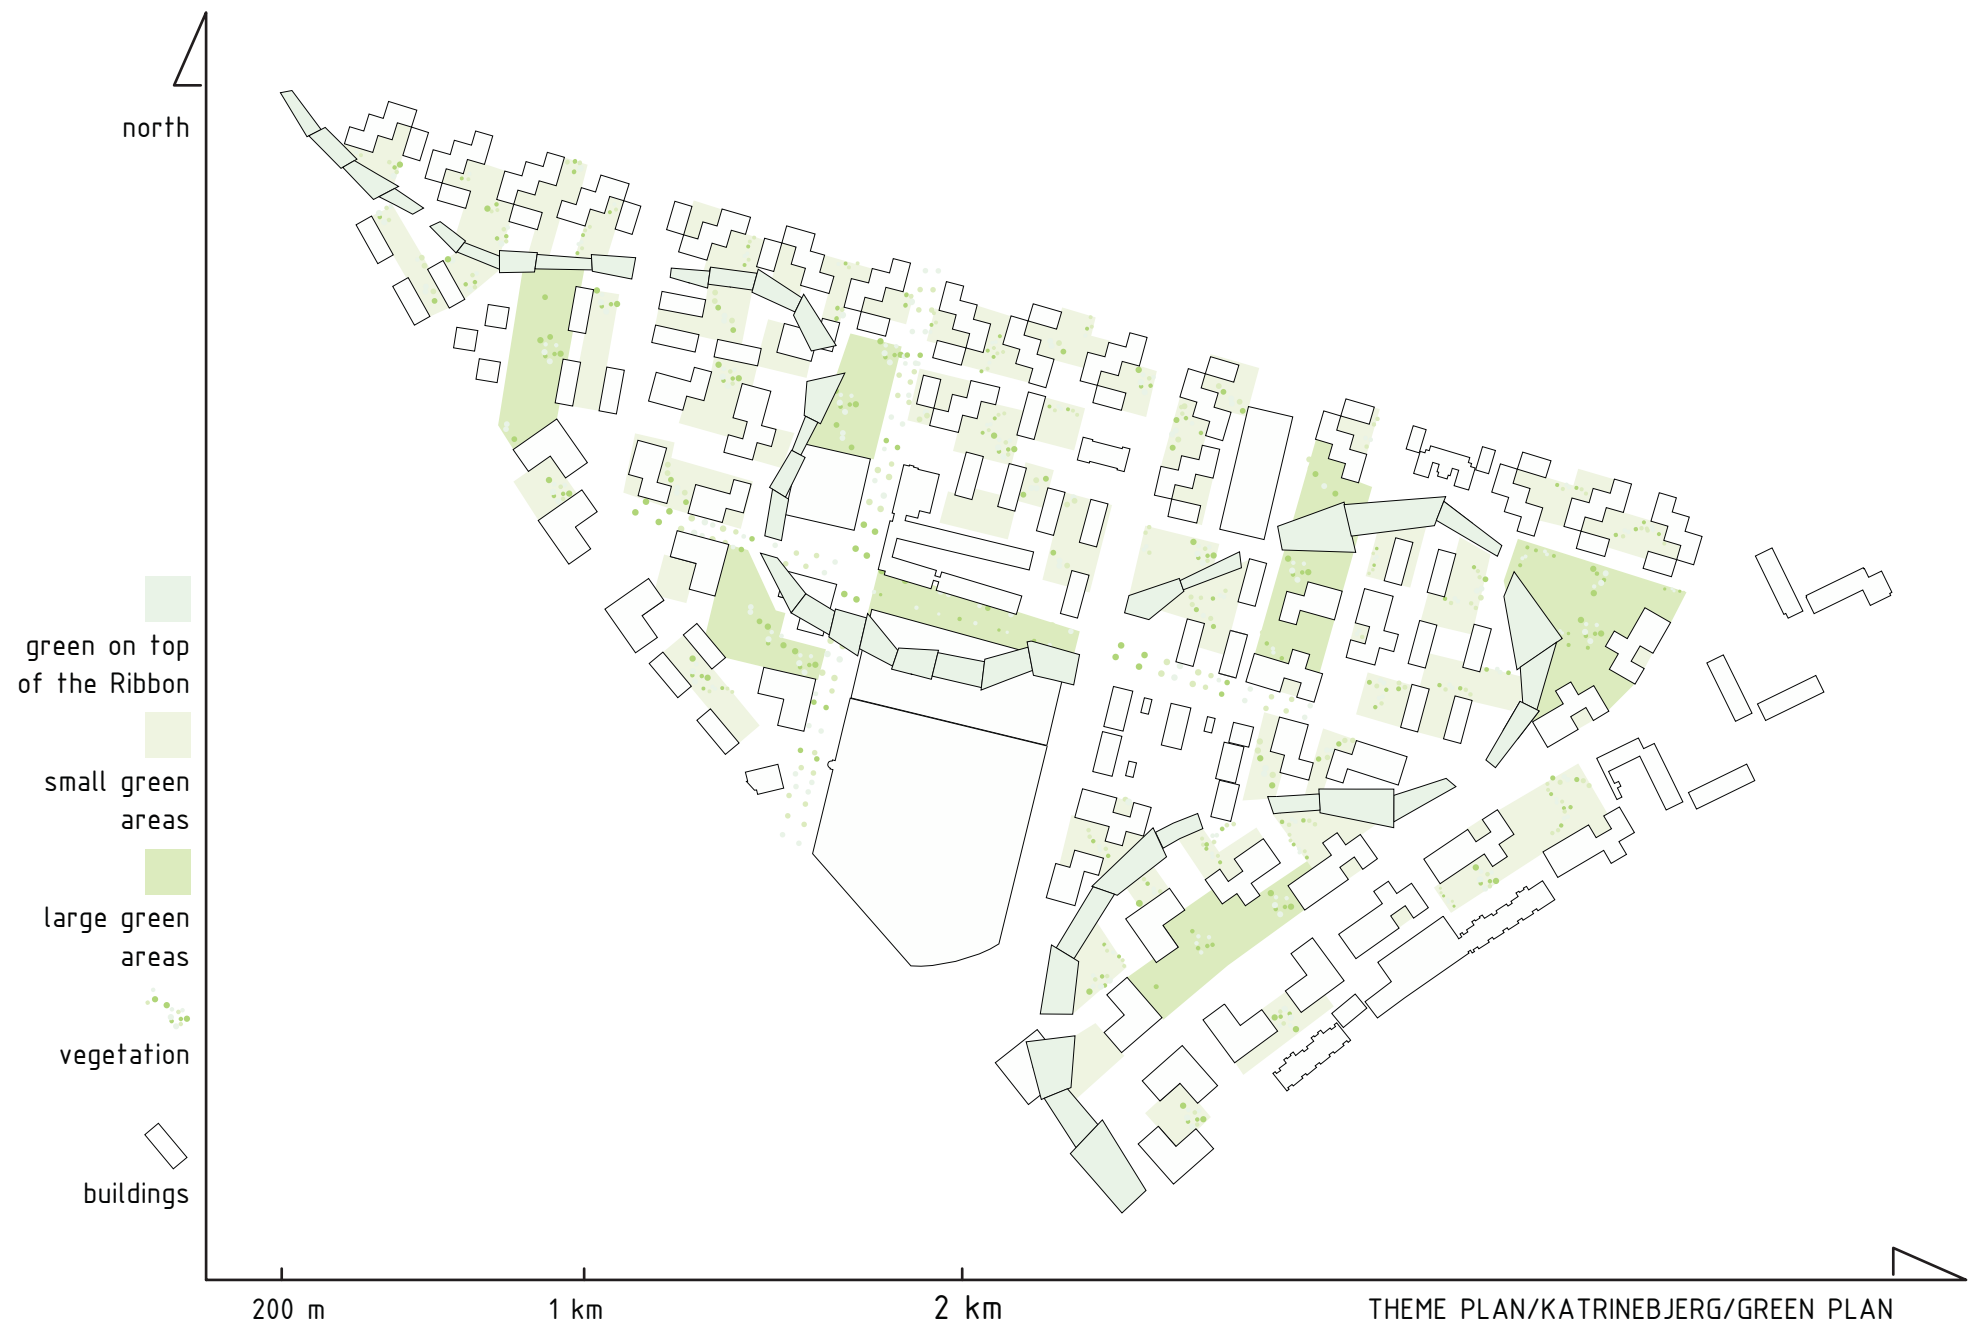 north
green on top
of the Ribbon
small green
areas
large green
areas
vegetation
buildings
200 m
1 km
2 km
THEME PLAN/KATRINEBJERG/GREEN PLAN